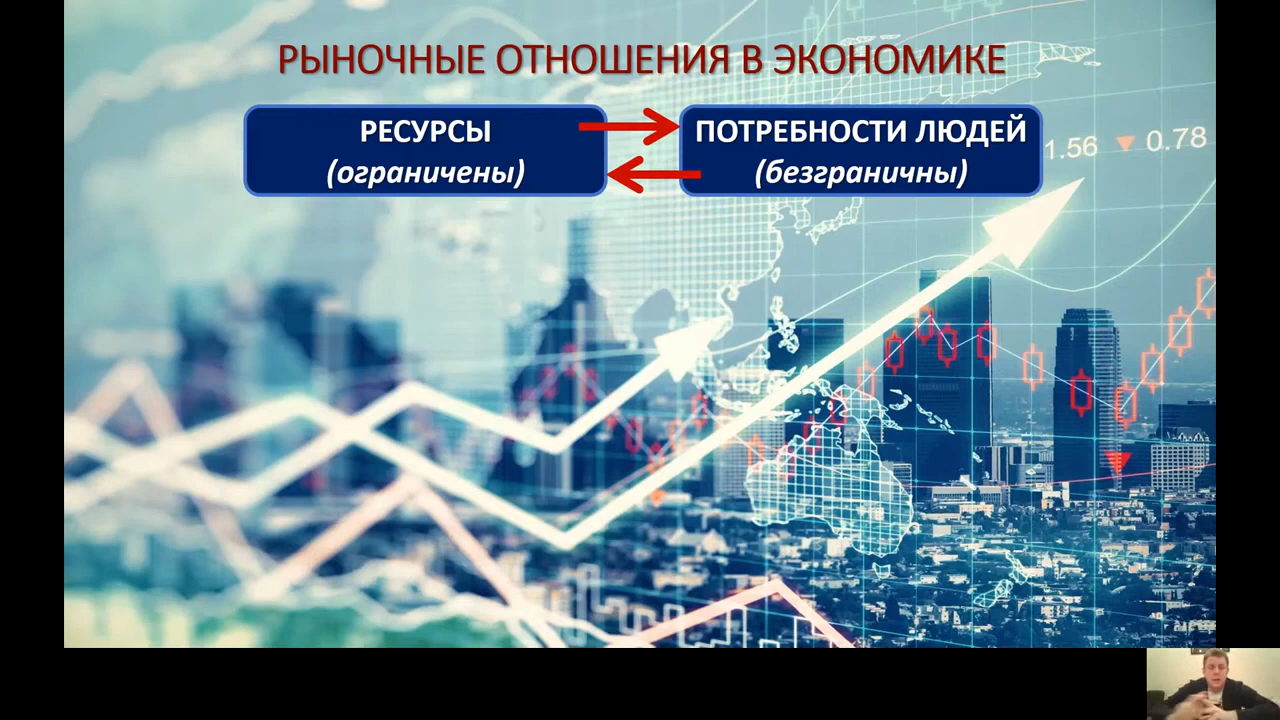 РЫНОЧНЫЕ ОТНОШЕНИЯ В ЭКОНОМИКЕ
РЕСУРСЫ
(ограничены)
ПОТРЕБНОСТИ ЛЮДЕЙ
(безграничны)
1.56 ▼ 0.78